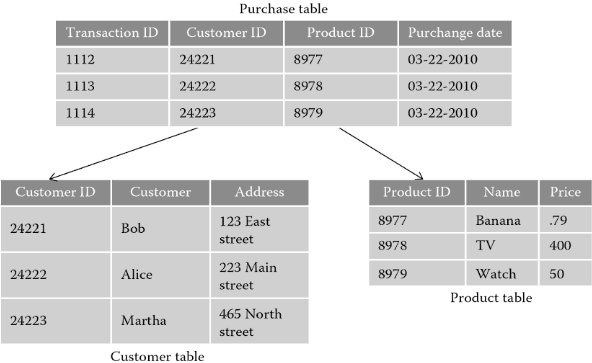 Purchase table
Transaction ID Customer ID Product ID Purchange date
1112 24221 8977 03-22-2010
1113 24222 8978 03-22-2010
1114 24223 8979 03-22-2010
Customer ID Customer Address
24221 Bob 123 East
street
24222 Alice 223 Main
street
24223 Martha 465 North
street
Customer table
Product ID Name Price
8977 Banana .79
8978 TV 400
8979 Watch 50
Product table